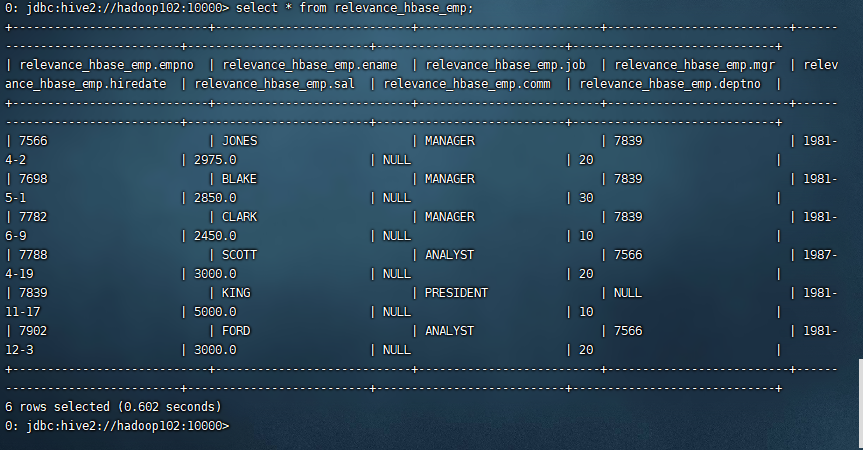 0: jdbc:hive2://hadoop102:10000> select * from relevance_hbase_emp;
+----------------------------+----------------------------+--------------------------+--------------------------+------
-------------------------+--------------------------+---------------------------+-----------------------------+
| relevance_hbase_emp.empno  | relevance_hbase_emp.ename  | relevance_hbase_emp.job  | relevance_hbase_emp.mgr  | relev
ance_hbase_emp.hiredate  | relevance_hbase_emp.sal  | relevance_hbase_emp.comm  | relevance_hbase_emp.deptno  |
+----------------------------+----------------------------+--------------------------+--------------------------+------
-------------------------+--------------------------+---------------------------+-----------------------------+
| 7566                       | JONES                      | MANAGER                  | 7839                     | 1981-
4-2                      | 2975.0                   | NULL                      | 20                          |
| 7698                       | BLAKE                      | MANAGER                  | 7839                     | 1981-
5-1                      | 2850.0                   | NULL                      | 30                          |
| 7782                       | CLARK                      | MANAGER                  | 7839                     | 1981-
6-9                      | 2450.0                   | NULL                      | 10                          |
| 7788                       | SCOTT                      | ANALYST                  | 7566                     | 1987-
4-19                     | 3000.0                   | NULL                      | 20                          |
| 7839                       | KING                       | PRESIDENT                | NULL                     | 1981-
11-17                    | 5000.0                   | NULL                      | 10                          |
| 7902                       | FORD                       | ANALYST                  | 7566                     | 1981-
12-3                     | 3000.0                   | NULL                      | 20                          |
+----------------------------+----------------------------+--------------------------+--------------------------+------
-------------------------+--------------------------+---------------------------+-----------------------------+
6 rows selected (0.602 seconds)
0: jdbc:hive2://hadoop102:10000>